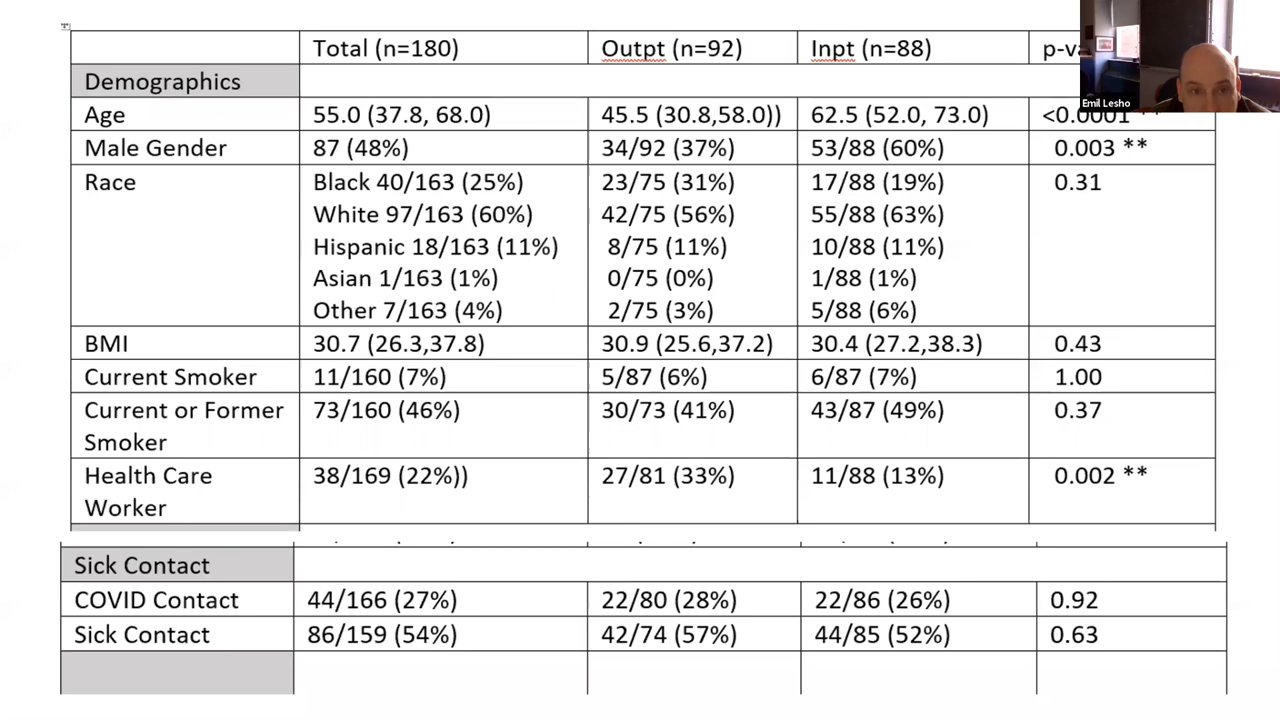 Total (n=180) Outpt (n=92) Inpt (n=88)
Emil Lesho
Demographics
Age 55.0 (37.8, 68.0) 45.5 (30.8,58.0)) 62.5 (52.0, 73.0) <0.0001 **
Male Gender 87 (48%) 34/92 (37%) 53/88 (60%) 0.003 **
Race Black 40/163 (25%) 23/75 (31%) 17/88 (19%) 0.31
White 97/163 (60%) 42/75 (56%) 55/88 (63%)
Hispanic 18/163 (11%) 8/75 (11%) 10/88 (11%)
Asian 1/163 (1%) 0/75 (0%) 1/88 (1%)
Other 7/163 (4%) 2/75 (3%) 5/88 (6%)
BMI 30.7 (26.3,37.8) 30.9 (25.6,37.2) 30.4 (27.2,38.3) 0.43
Current Smoker 11/160 (7%) 5/87 (6%) 6/87 (7%) 1.00
Current or Former 73/160 (46%) 30/73 (41%) 43/87 (49%) 0.37
Smoker
Health Care 38/169 (22%)) 27/81 (33%) 11/88 (13%) 0.002 **
Worker
Sick Contact
COVID Contact 44/166 (27%) 22/80 (28%) 22/86 (26%) 0.92
Sick Contact 86/159 (54%) 42/74 (57%) 44/85 (52%) 0.63